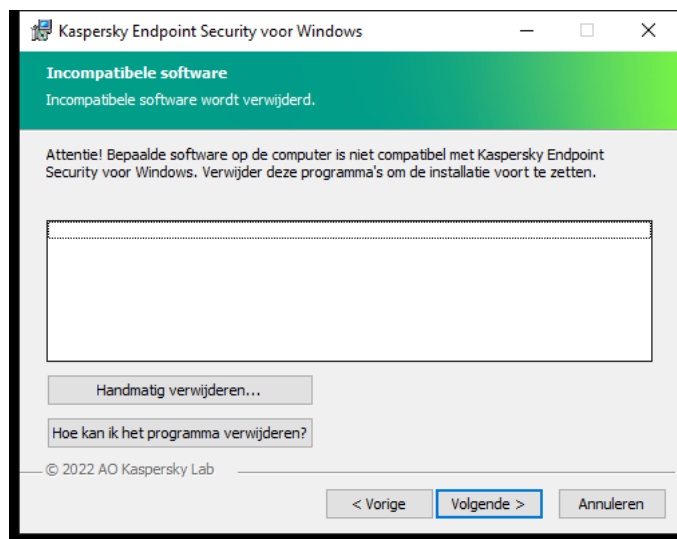 Kaspersky Endpoint Security voor Windows
Incompatibele software
Incompatibele software wordt verwijderd.
Attentie! Bepaalde software op de computer is niet compatibel met Kaspersky Endpoint
Security voor Windows. Verwijder deze programma's om de installatie voort te zetten.
Handmatig verwijderen...
Hoe kan ik het programma verwijderen?
© 2022 AO Kaspersky Lab
< Vorige
Volgende >
Annuleren